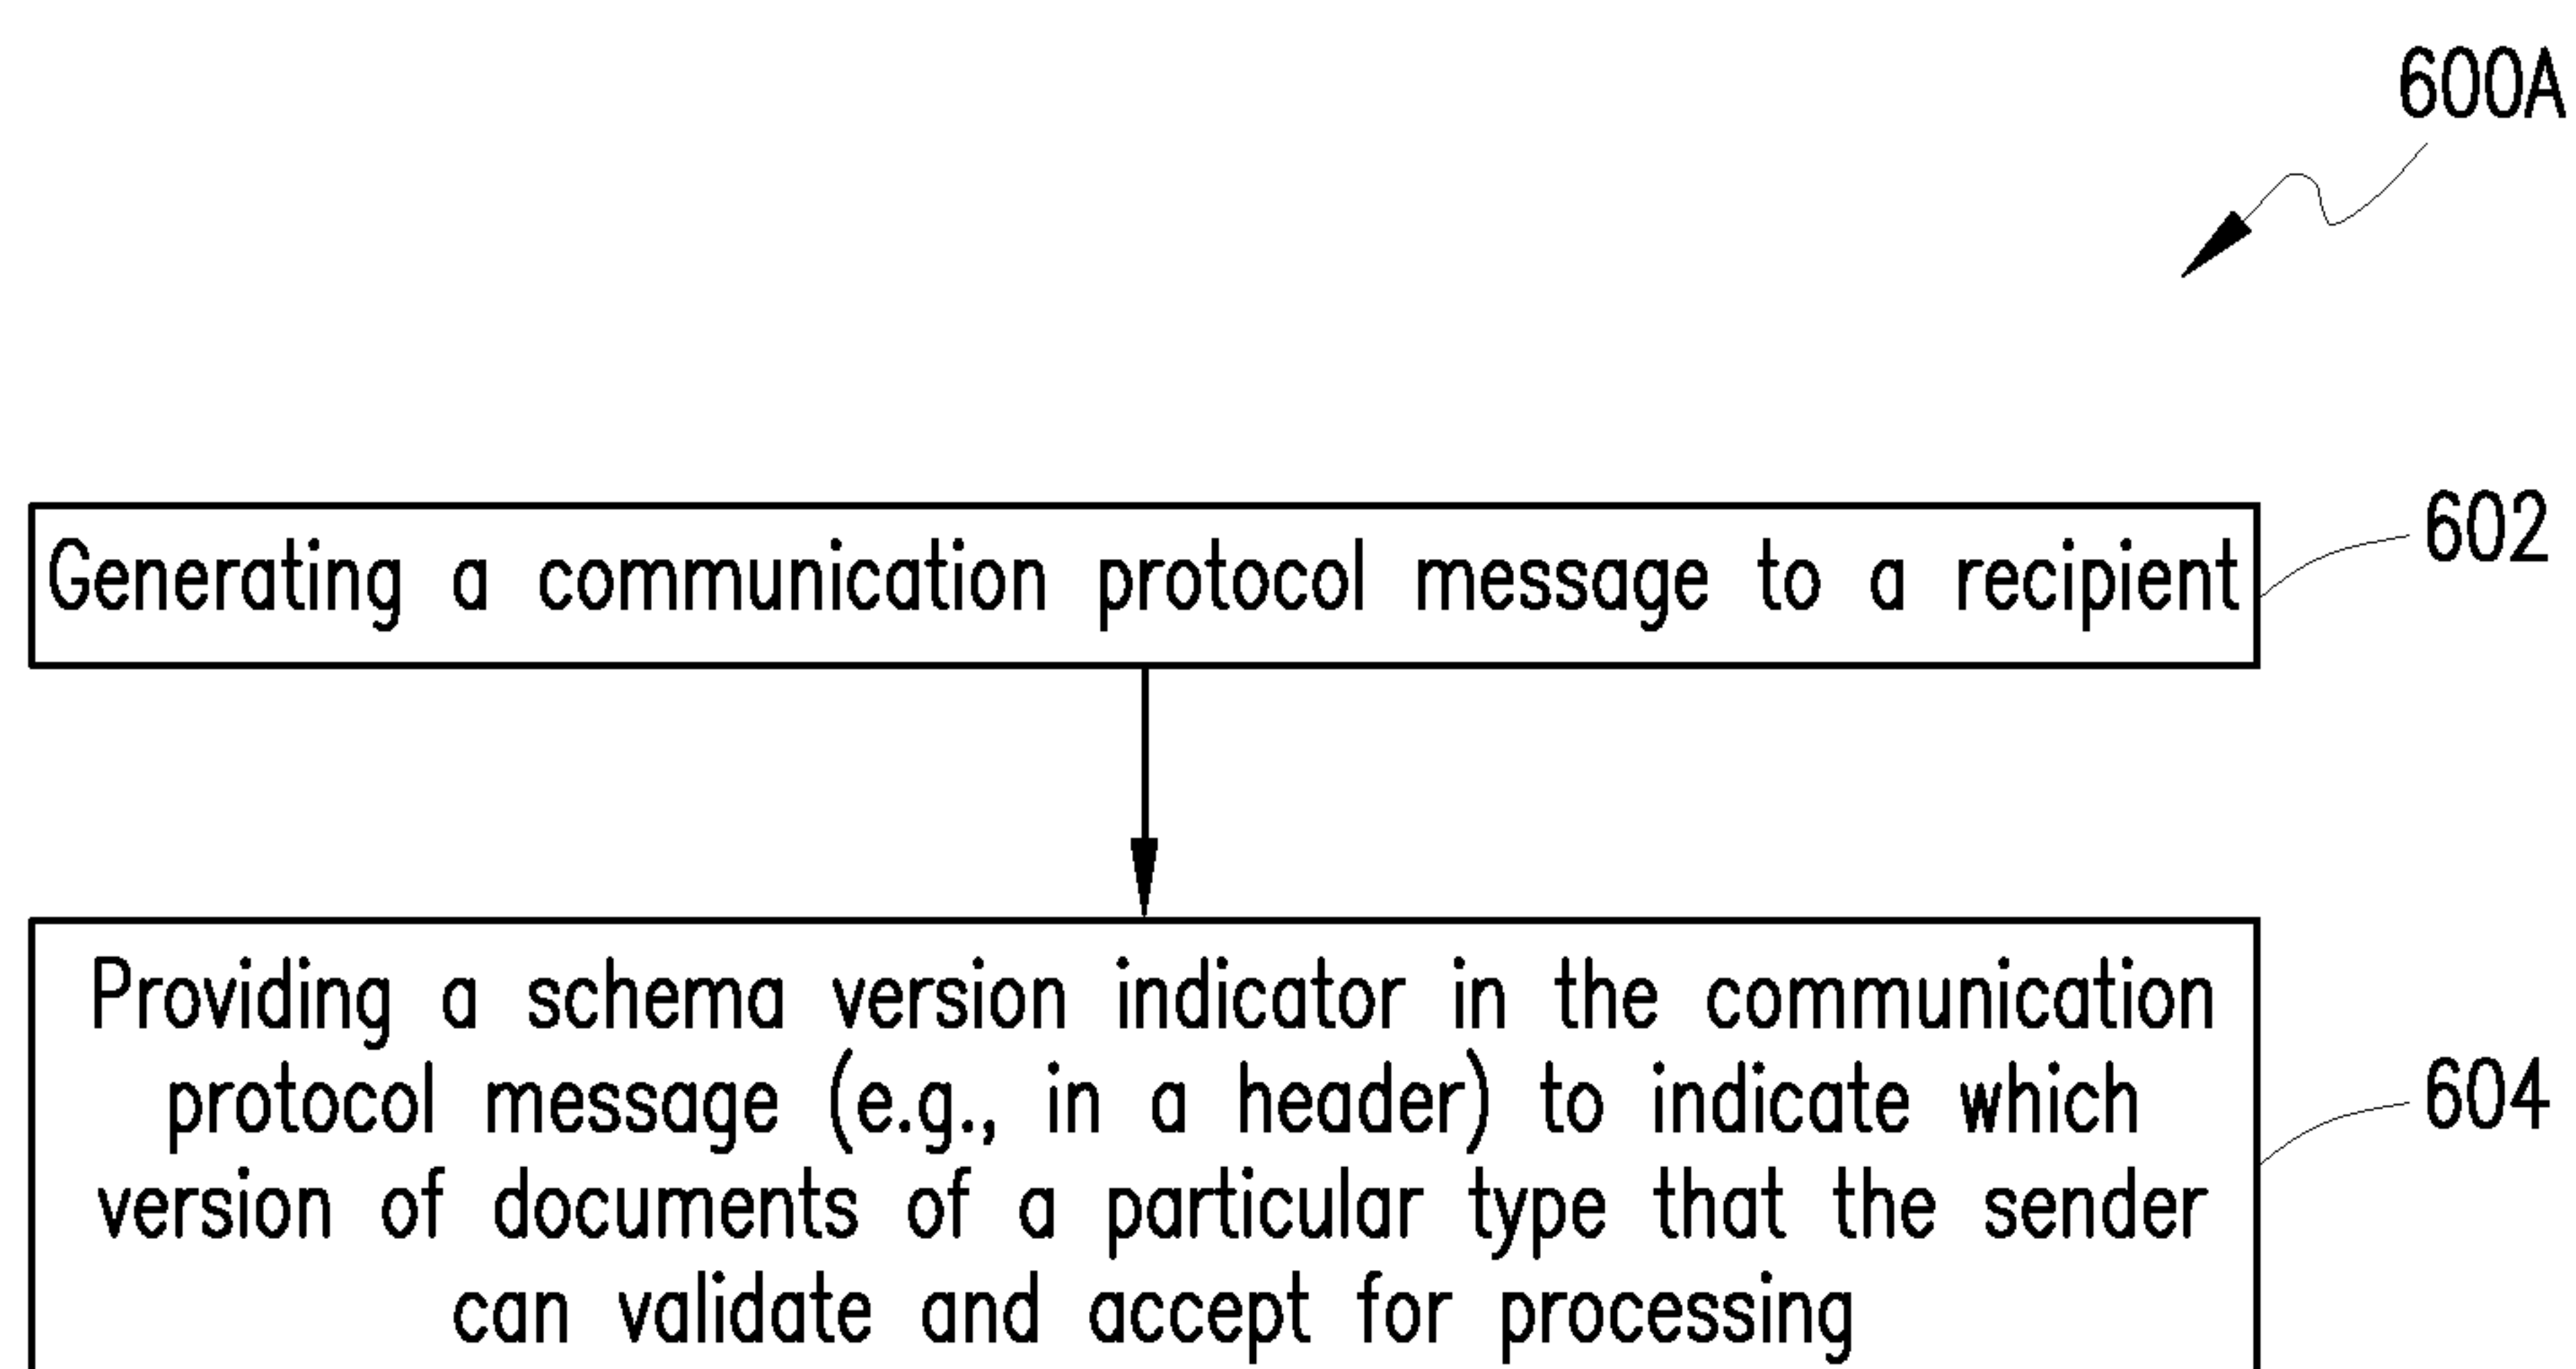 600A
Generating a communication protocol message to a recipient
602
Providing a schema version indicator in the communication
protocol message (e.g., in a header) to indicate which
604
version of documents of a particular type that the sender
can validate and accept for processing